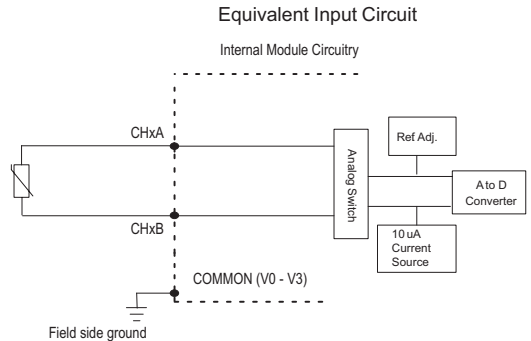 Equivalent Input Circuit
Internal Module Circuitry
CHxA
Ref Adj.
Analog Switch
A to D
Converter
CHxB
10 uA
Current
Source
COMMON (V0 - V3)
Field side ground